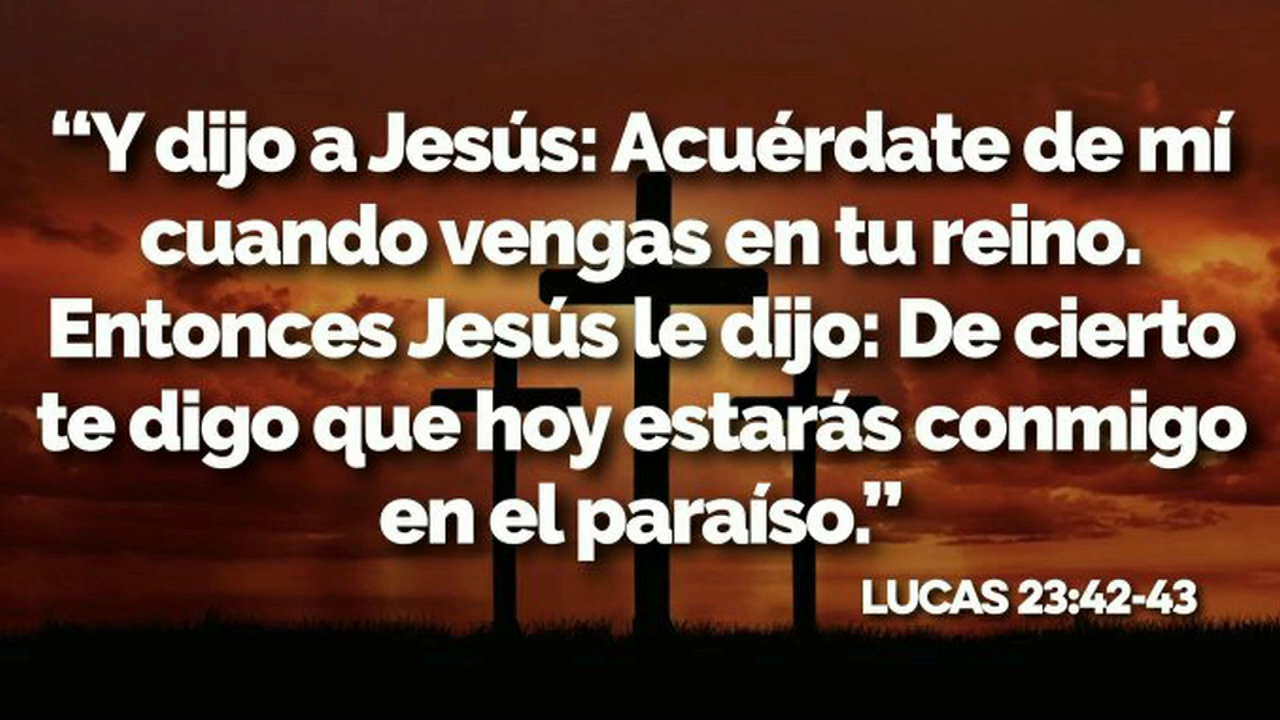 “Y dijo a Jesús: Acuérdate de mí
cuando vengas en tu reino.
Entonces Jesús le dijo: De cierto
te digo que hoy estarás conmigo
en el paraíso.”
LUCAS 23:42-43